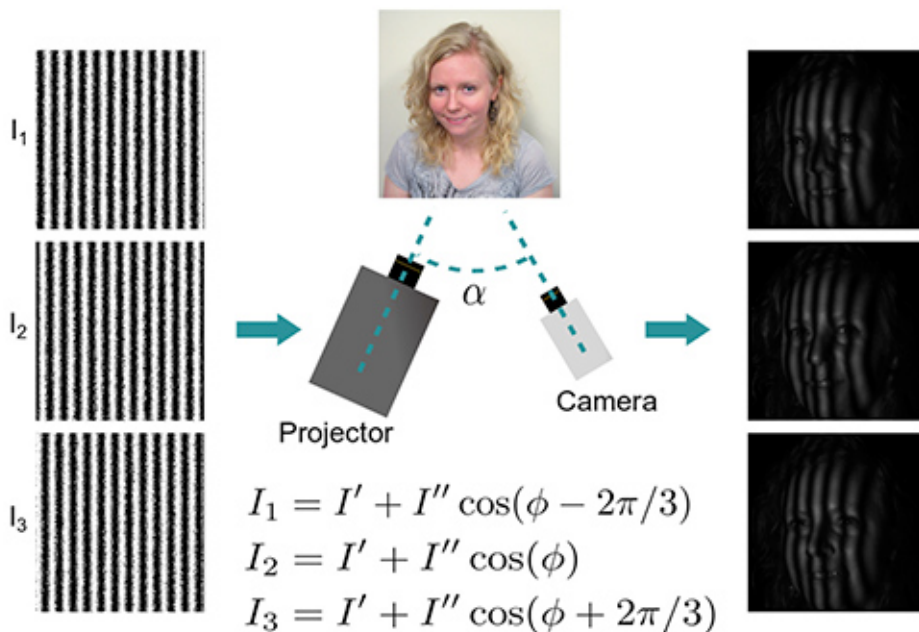 I₁
I₂
I₃
α
Projector
Camera
I₁ = I′ + I″ cos(ϕ − 2π/3)
I₂ = I′ + I″ cos(ϕ)
I₃ = I′ + I″ cos(ϕ + 2π/3)